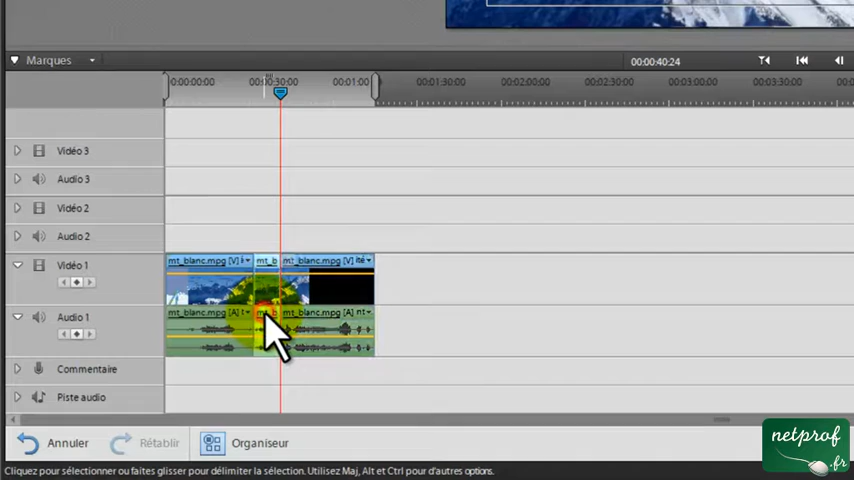 Marques
00:00:40:24
00:00:00:00 00:00:30:00 00:01:00 00:01:30:00 00:02:00:00 00:02:30:00 00:03:00:00 00:03:30:00
Vidéo 3
Audio 3
Vidéo 2
Audio 2
Vidéo 1
mt_blanc.mpg [V] mt_b mt_blanc.mpg [V] ité
Audio 1
mt_blanc.mpg [A] mt_b mt_blanc.mpg [A]
Commentaire
Piste audio
Annuler Rétablir Organiseur
Cliquez pour sélectionner ou faites glisser pour délimiter la sélection. Utilisez Maj, Alt et Ctrl pour d'autres options.
netprof
.fr